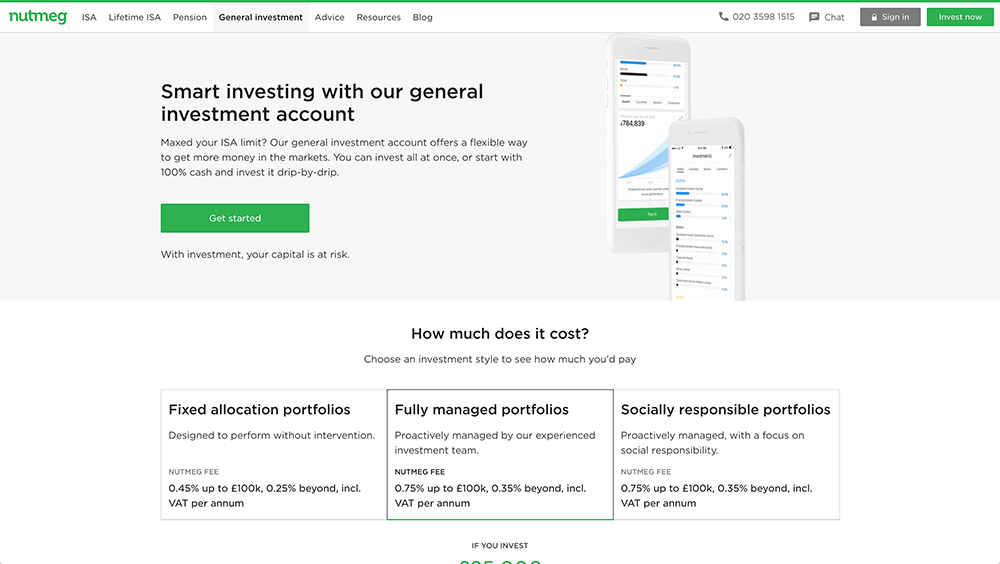 nutmeg ISA Lifetime ISA Pension General investment Advice Resources Blog 020 3598 1515 Chat Sign in Invest now
Smart investing with our general
investment account
Maxed your ISA limit? Our general investment account offers a flexible way
to get more money in the markets. You can invest all at once, or start with
100% cash and invest it drip-by-drip.
Get started
With investment, your capital is at risk.
£784,839
Pay in
Investments
How much does it cost?
Choose an investment style to see how much you'd pay
Fixed allocation portfolios
Designed to perform without intervention.
NUTMEG FEE
0.45% up to £100k, 0.25% beyond, incl.
VAT per annum
Fully managed portfolios
Proactively managed by our experienced
investment team.
NUTMEG FEE
0.75% up to £100k, 0.35% beyond, incl.
VAT per annum
Socially responsible portfolios
Proactively managed, with a focus on
social responsibility.
NUTMEG FEE
0.75% up to £100k, 0.35% beyond, incl.
VAT per annum
IF YOU INVEST